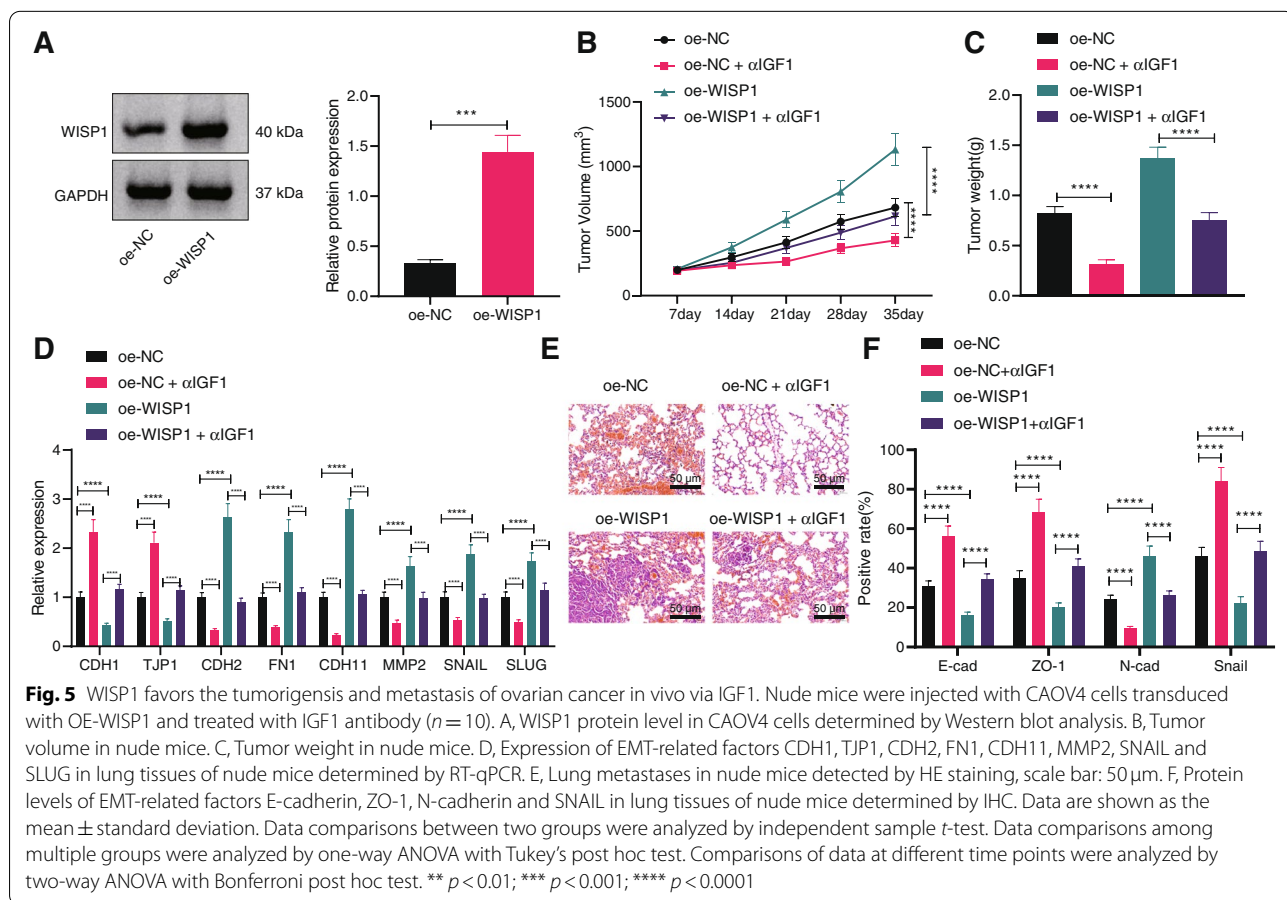 A
WISP1
40 kDa
GAPDH
37 kDa
oe-NC
oe-WISP1
Relative protein expression
2.0
1.5
1.0
0.5
0.0
***
oe-NC
oe-WISP1
B
oe-NC
oe-NC + αIGF1
oe-WISP1
oe-WISP1 + αIGF1
Tumor Volume (mm³)
1500
1000
500
0
7day
14day
21day
28day
35day
****
****
C
oe-NC
oe-NC + αIGF1
oe-WISP1
oe-WISP1 + αIGF1
Tumor weight(g)
2.0
1.5
1.0
0.5
0.0
****
****
D
oe-NC
oe-NC + αIGF1
oe-WISP1
oe-WISP1 + αIGF1
Relative expression
4
3
2
1
0
**** **** **** **** **** **** **** ****
**** **** **** **** **** **** **** ****
**** **** **** **** **** **** **** ****
CDH1 TJP1 CDH2 FN1 CDH11 MMP2 SNAIL SLUG
E
oe-NC
oe-NC + αIGF1
50 μm
50 μm
oe-WISP1
oe-WISP1 + αIGF1
50 μm
50 μm
F
oe-NC
oe-NC+αIGF1
oe-WISP1
oe-WISP1+αIGF1
Positive rate(%)
100
80
60
40
20
0
**** **** **** ****
**** **** **** ****
**** **** **** ****
E-cad ZO-1 N-cad Snail
Fig. 5 WISP1 favors the tumorigensis and metastasis of ovarian cancer in vivo via IGF1. Nude mice were injected with CAOV4 cells transduced
with OE-WISP1 and treated with IGF1 antibody (n = 10). A, WISP1 protein level in CAOV4 cells determined by Western blot analysis. B, Tumor
volume in nude mice. C, Tumor weight in nude mice. D, Expression of EMT-related factors CDH1, TJP1, CDH2, FN1, CDH11, MMP2, SNAIL and
SLUG in lung tissues of nude mice determined by RT-qPCR. E, Lung metastases in nude mice detected by HE staining, scale bar: 50 μm. F, Protein
levels of EMT-related factors E-cadherin, ZO-1, N-cadherin and SNAIL in lung tissues of nude mice determined by IHC. Data are shown as the
mean ± standard deviation. Data comparisons between two groups were analyzed by independent sample t-test. Data comparisons among
multiple groups were analyzed by one-way ANOVA with Tukey's post hoc test. Comparisons of data at different time points were analyzed by
two-way ANOVA with Bonferroni post hoc test. ** p < 0.01; *** p < 0.001; **** p < 0.0001